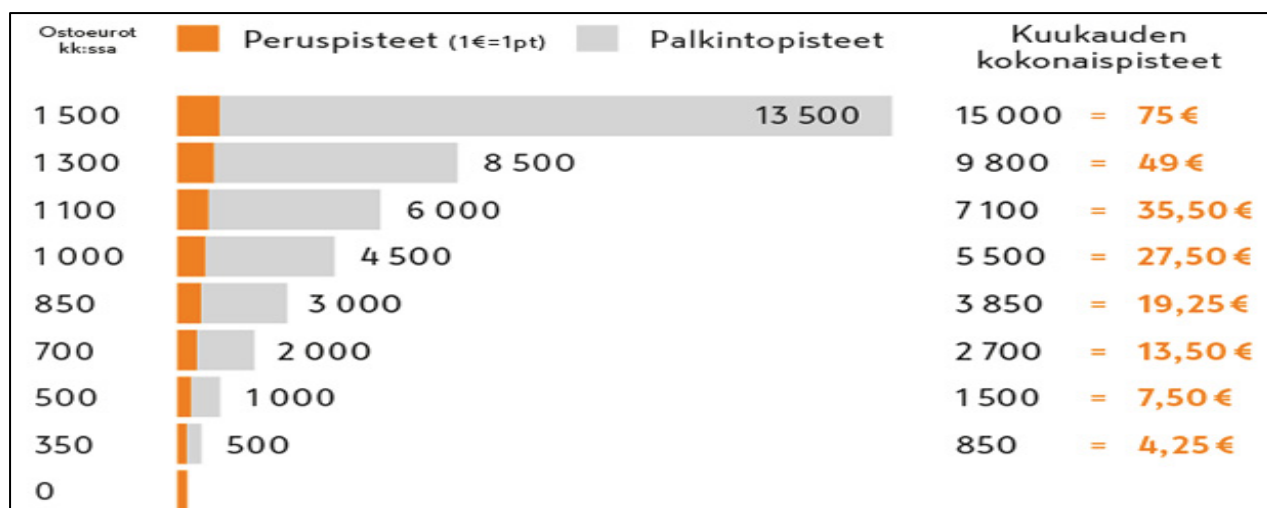 Ostoeurot
kk:ssa
Peruspisteet (1€=1pt)
Palkintopisteet
Kuukauden
kokonaispisteet
1 500 13 500 15 000 = 75 €
1 300 8 500 9 800 = 49 €
1 100 6 000 7 100 = 35,50 €
1 000 4 500 5 500 = 27,50 €
850 3 000 3 850 = 19,25 €
700 2 000 2 700 = 13,50 €
500 1 000 1 500 = 7,50 €
350 500 850 = 4,25 €
0